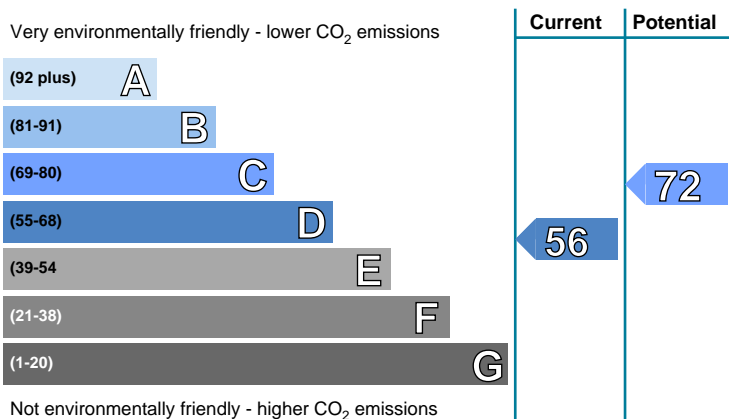 Current Potential
Very environmentally friendly - lower CO₂ emissions
(92 plus) A
(81-91) B
(69-80) C
72
(55-68) D
56
(39-54 E
(21-38) F
(1-20) G
Not environmentally friendly - higher CO₂ emissions